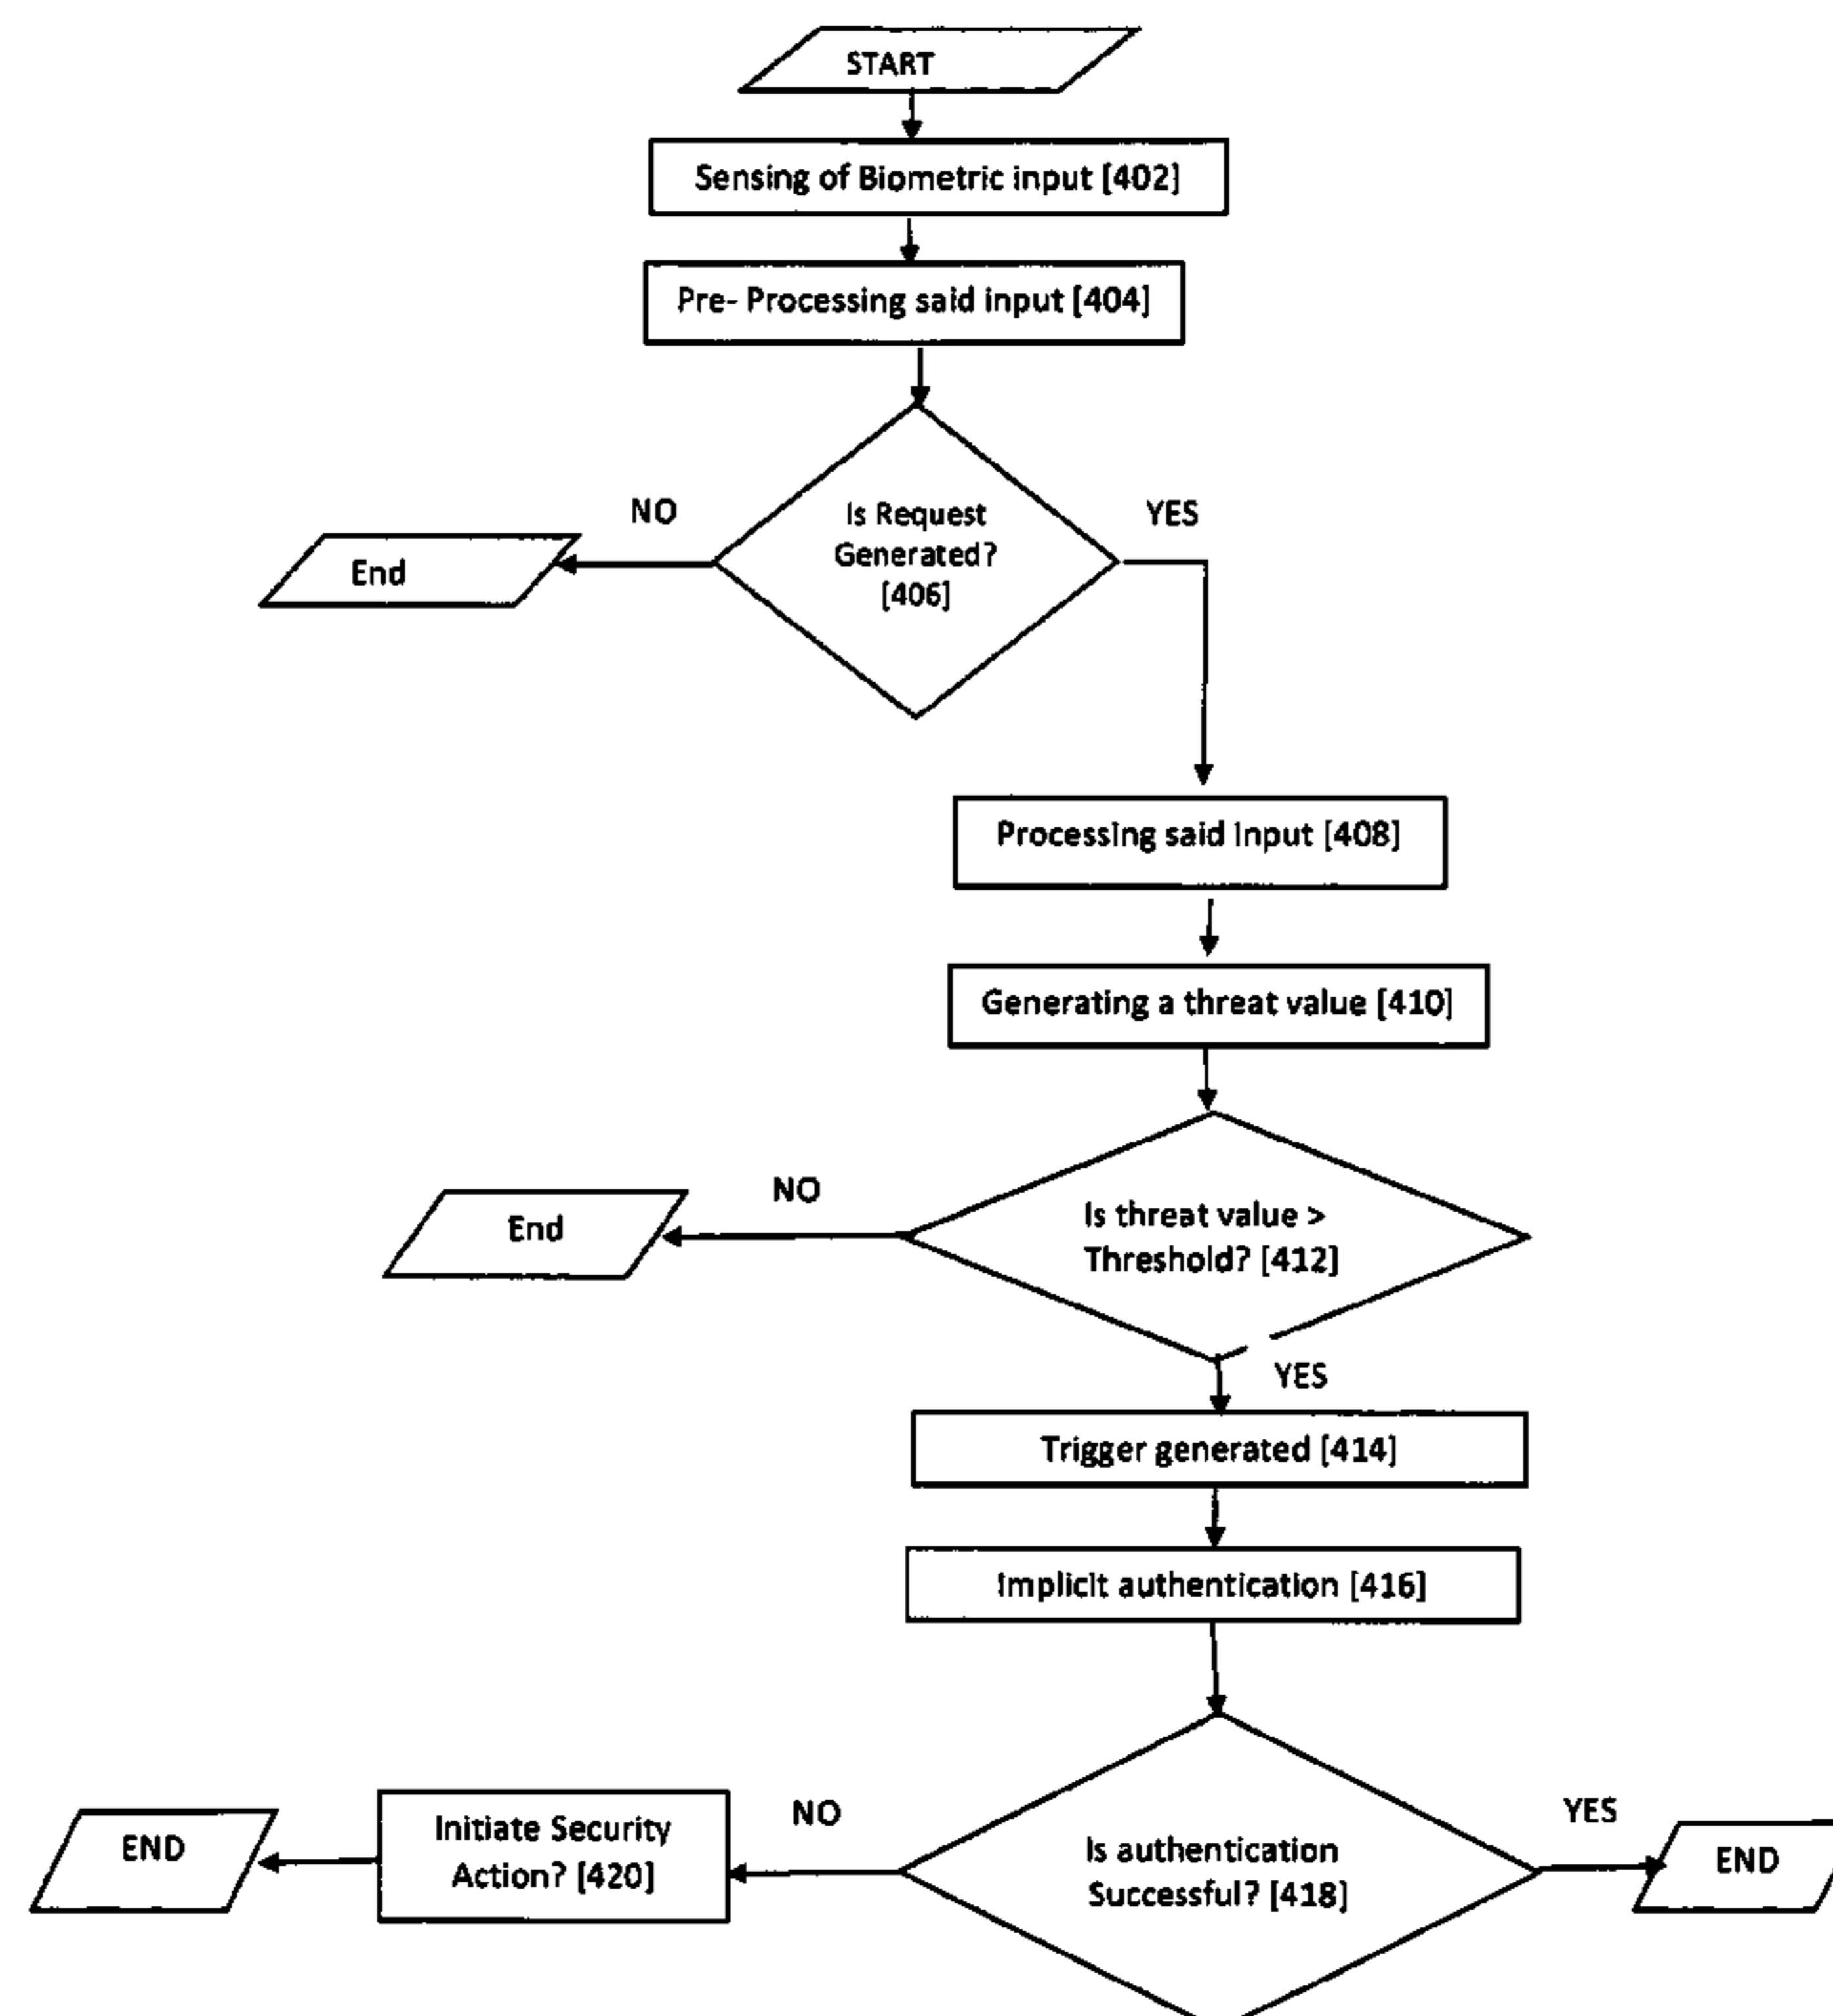 START
Sensing of Biometric input [402]
Pre- Processing said input [404]
NO
YES
Is Request
Generated?
[406]
End
Processing said Input [408]
Generating a threat value [410]
NO
Is threat value >
Threshold? [412]
End
YES
Trigger generated [414]
Implicit authentication [416]
NO
YES
Initiate Security
Action? [420]
END
Is authentication
Successful? [418]
END